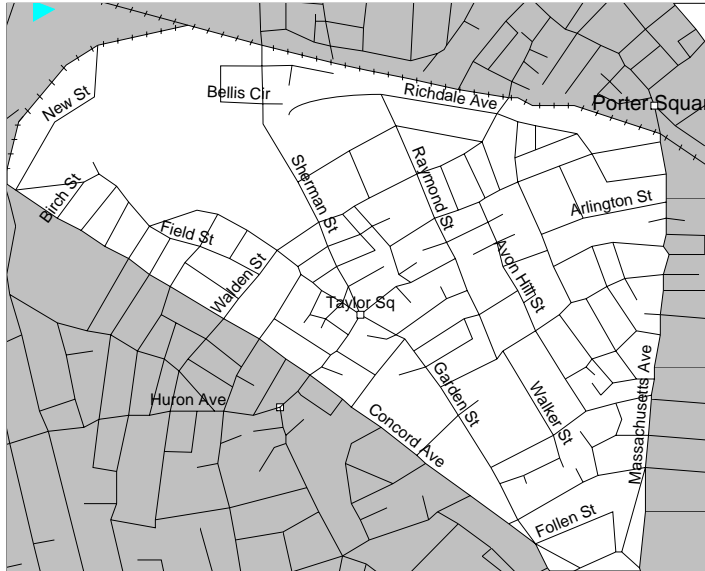 New St
Bellis Cir
Richdale Ave
Porter Squar
Birch St
Sherman St
Raymond St
Arlington St
Field St
Walden St
Avon Hill St
Taylor Sq
Huron Ave
Garden St
Concord Ave
Walker St
Massachusetts Ave
Follen St